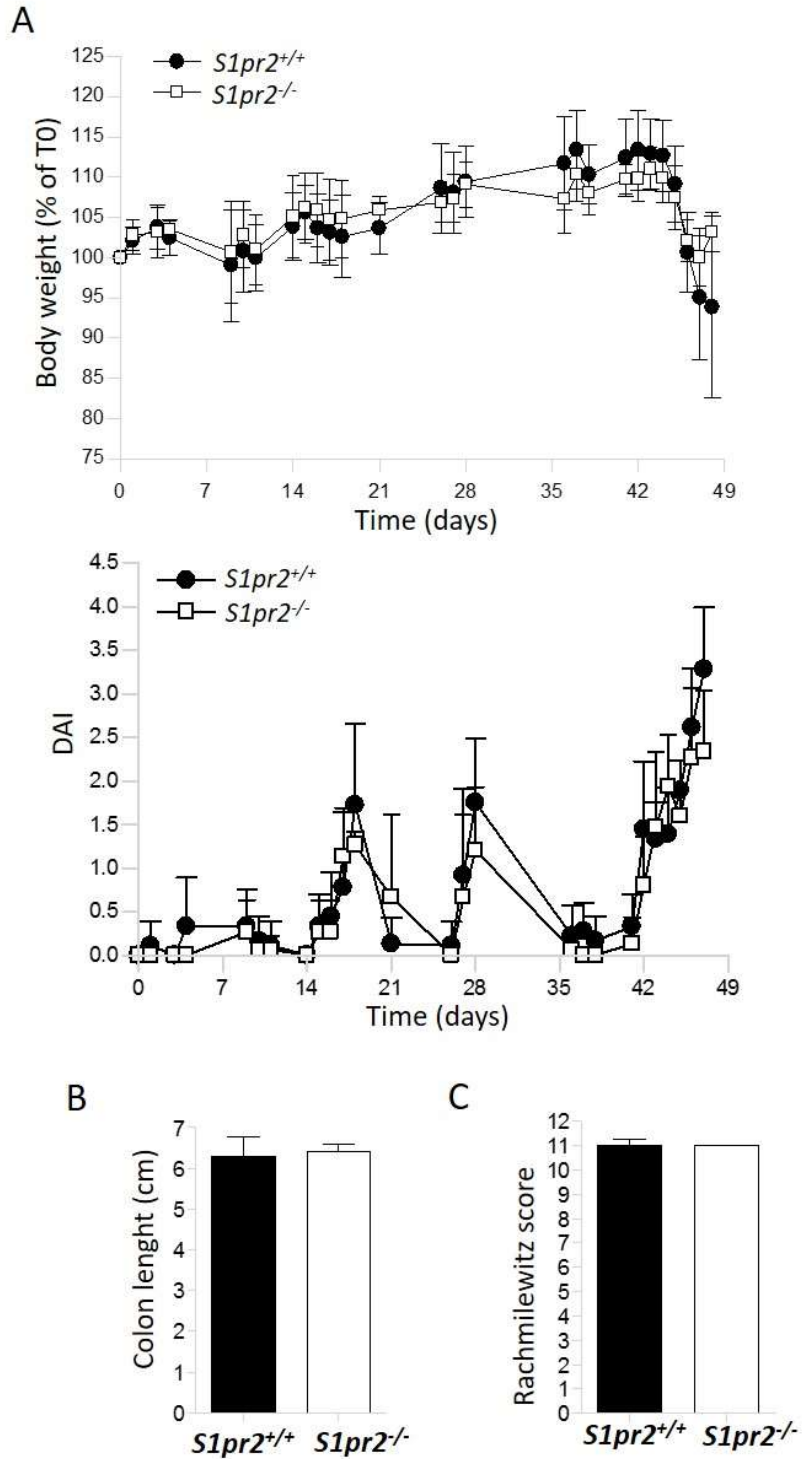 A
S1pr2+/+
S1pr2-/-
Body weight (% of T0)
125
120
115
110
105
100
95
90
85
80
75
0 7 14 21 28 35 42 49
Time (days)
S1pr2+/+
S1pr2-/-
DAI
4.5
4.0
3.5
3.0
2.5
2.0
1.5
1.0
0.5
0.0
0 7 14 21 28 35 42 49
Time (days)
B
Colon lenght (cm)
7
6
5
4
3
2
1
0
S1pr2+/+ S1pr2-/-
C
Rachmilewitz score
12
11
10
9
8
7
6
5
4
3
2
1
0
S1pr2+/+ S1pr2-/-